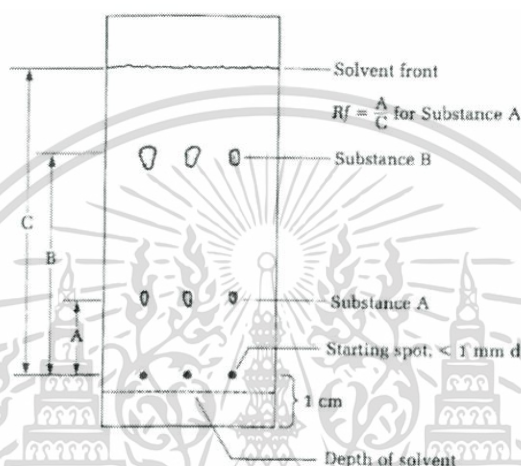 Solvent front
Rf = A/C for Substance A
Substance B
C
B
Substance A
A
Starting spot, < 1 mm d
1 cm
Depth of solvent